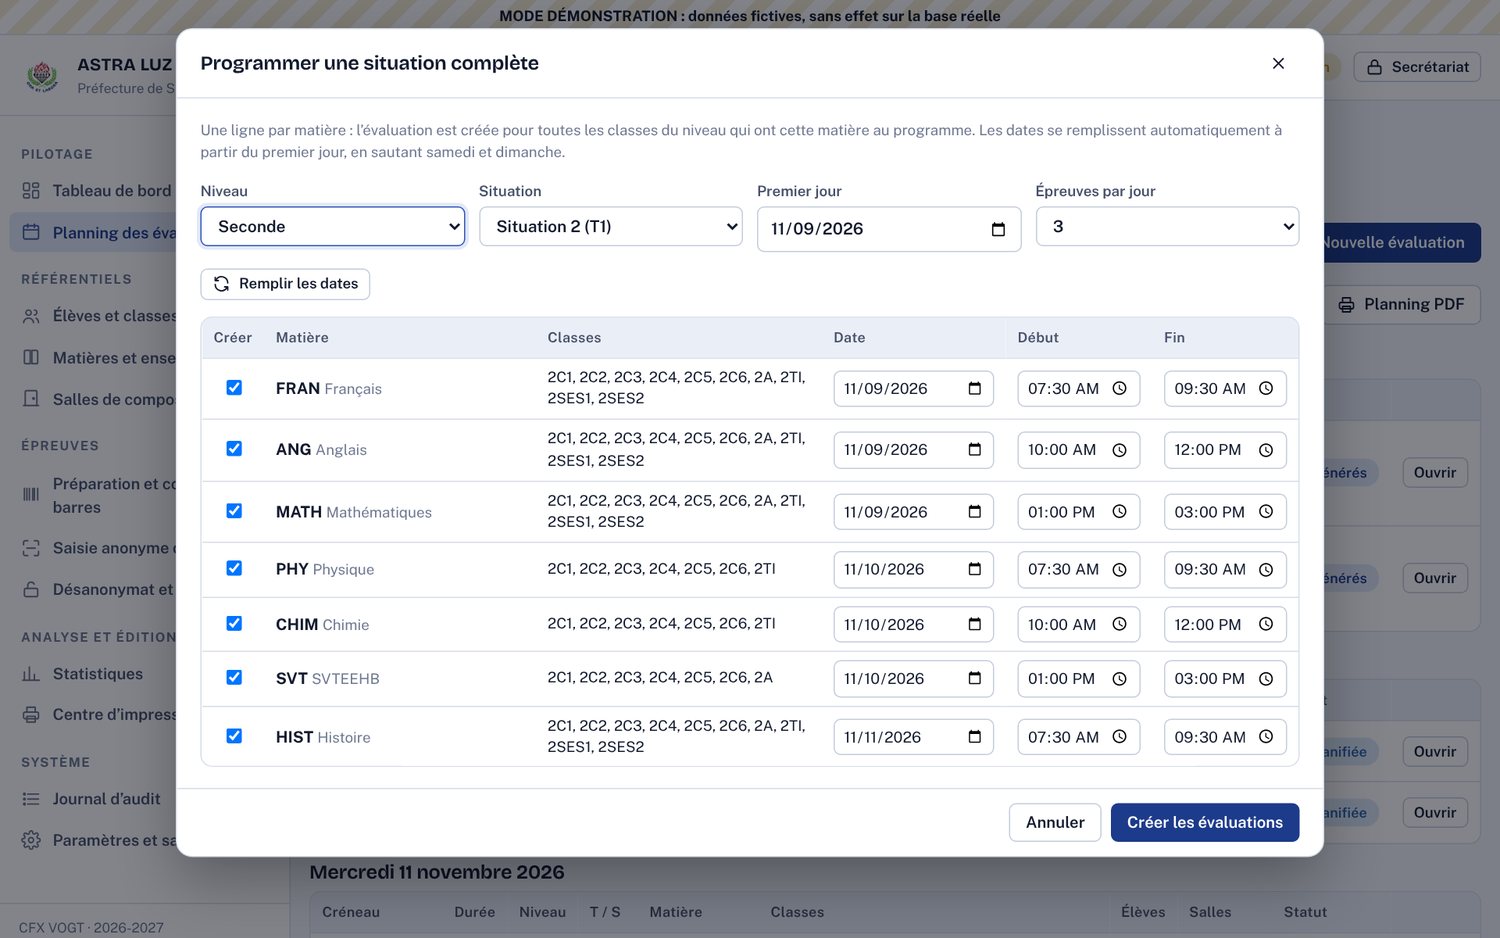 MODE DÉMONSTRATION : données fictives, sans effet sur la base réelle
ASTRA LUZ
Préfecture de S
Secrétariat
PILOTAGE
Tableau de bord
Planning des éva
RÉFÉRENTIELS
Élèves et classes
Matières et ense
Salles de compo
ÉPREUVES
Préparation et co
barres
Saisie anonyme
Désanonymat et
ANALYSE ET ÉDITION
Statistiques
Centre d'impress
SYSTÈME
Journal d'audit
Paramètres et sa
CFX VOGT · 2026-2027
Programmer une situation complète
Une ligne par matière : l'évaluation est créée pour toutes les classes du niveau qui ont cette matière au programme. Les dates se remplissent automatiquement à
partir du premier jour, en sautant samedi et dimanche.
Niveau Situation Premier jour Épreuves par jour
Seconde Situation 2 (T1) 11/09/2026 3
Remplir les dates
Créer Matière Classes Date Début Fin
FRAN Français 2C1, 2C2, 2C3, 2C4, 2C5, 2C6, 2A, 2TI, 11/09/2026 07:30 AM 09:30 AM
2SES1, 2SES2
ANG Anglais 2C1, 2C2, 2C3, 2C4, 2C5, 2C6, 2A, 2TI, 11/09/2026 10:00 AM 12:00 PM
2SES1, 2SES2
MATH Mathématiques 2C1, 2C2, 2C3, 2C4, 2C5, 2C6, 2A, 2TI, 11/09/2026 01:00 PM 03:00 PM
2SES1, 2SES2
PHY Physique 2C1, 2C2, 2C3, 2C4, 2C5, 2C6, 2TI 11/10/2026 07:30 AM 09:30 AM
CHIM Chimie 2C1, 2C2, 2C3, 2C4, 2C5, 2C6, 2TI 11/10/2026 10:00 AM 12:00 PM
SVT SVTEEHB 2C1, 2C2, 2C3, 2C4, 2C5, 2C6, 2A 11/10/2026 01:00 PM 03:00 PM
HIST Histoire 2C1, 2C2, 2C3, 2C4, 2C5, 2C6, 2A, 2TI, 11/11/2026 07:30 AM 09:30 AM
2SES1, 2SES2
Annuler Créer les évaluations
Nouvelle évaluation
Planning PDF
énérés Ouvrir
énérés Ouvrir
anifiée Ouvrir
anifiée Ouvrir
Mercredi 11 novembre 2026
Créneau Durée Niveau T / S Matière Classes Élèves Salles Statut